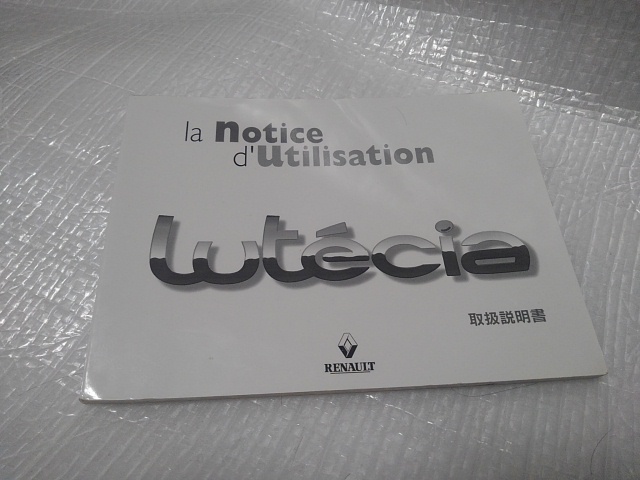 la notice
d'utilisation
lutécia
取扱説明書
RENAULT